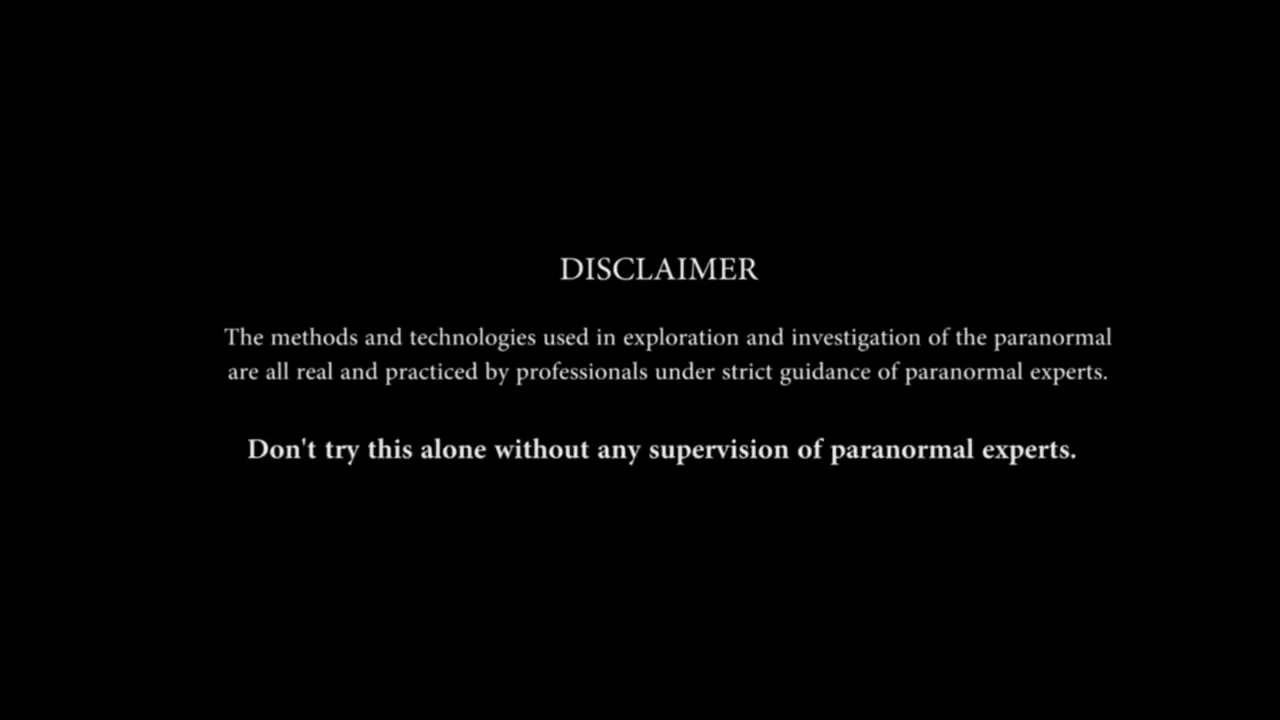 DISCLAIMER
The methods and technologies used in exploration and investigation of the paranormal
are all real and practiced by professionals under strict guidance of paranormal experts.
Don't try this alone without any supervision of paranormal experts.